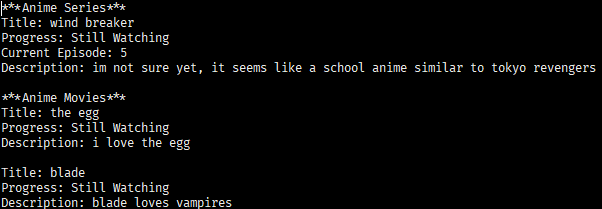 ***Anime Series***
Title: wind breaker
Progress: Still Watching
Current Episode: 5
Description: im not sure yet, it seems like a school anime similar to tokyo revengers
***Anime Movies***
Title: the egg
Progress: Still Watching
Description: i love the egg
Title: blade
Progress: Still Watching
Description: blade loves vampires